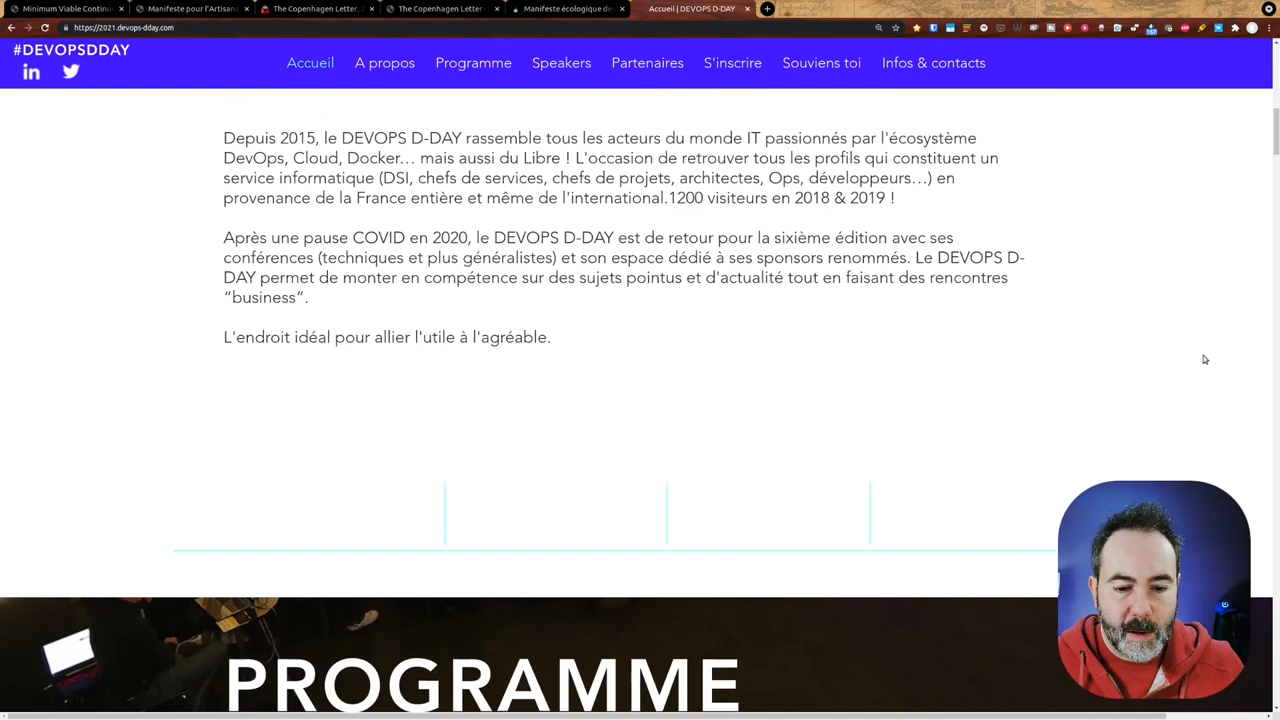 Minimum Viable Continu
Manifeste pour l'Artisana
The Copenhagen Letter, 
The Copenhagen Letter -
Manifeste écologique de
Accueil | DEVOPS D-DAY
https://2021.devops-dday.com
157
#DEVOPSDDAY
Accueil A propos Programme Speakers Partenaires S'inscrire Souviens toi Infos & contacts
Depuis 2015, le DEVOPS D-DAY rassemble tous les acteurs du monde IT passionnés par l'écosystème
DevOps, Cloud, Docker… mais aussi du Libre ! L'occasion de retrouver tous les profils qui constituent un
service informatique (DSI, chefs de services, chefs de projets, architectes, Ops, développeurs…) en
provenance de la France entière et même de l'international.1200 visiteurs en 2018 & 2019 !
Après une pause COVID en 2020, le DEVOPS D-DAY est de retour pour la sixième édition avec ses
conférences (techniques et plus généralistes) et son espace dédié à ses sponsors renommés. Le DEVOPS D-
DAY permet de monter en compétence sur des sujets pointus et d'actualité tout en faisant des rencontres
“business”.
L'endroit idéal pour allier l'utile à l'agréable.
PROGRAMME